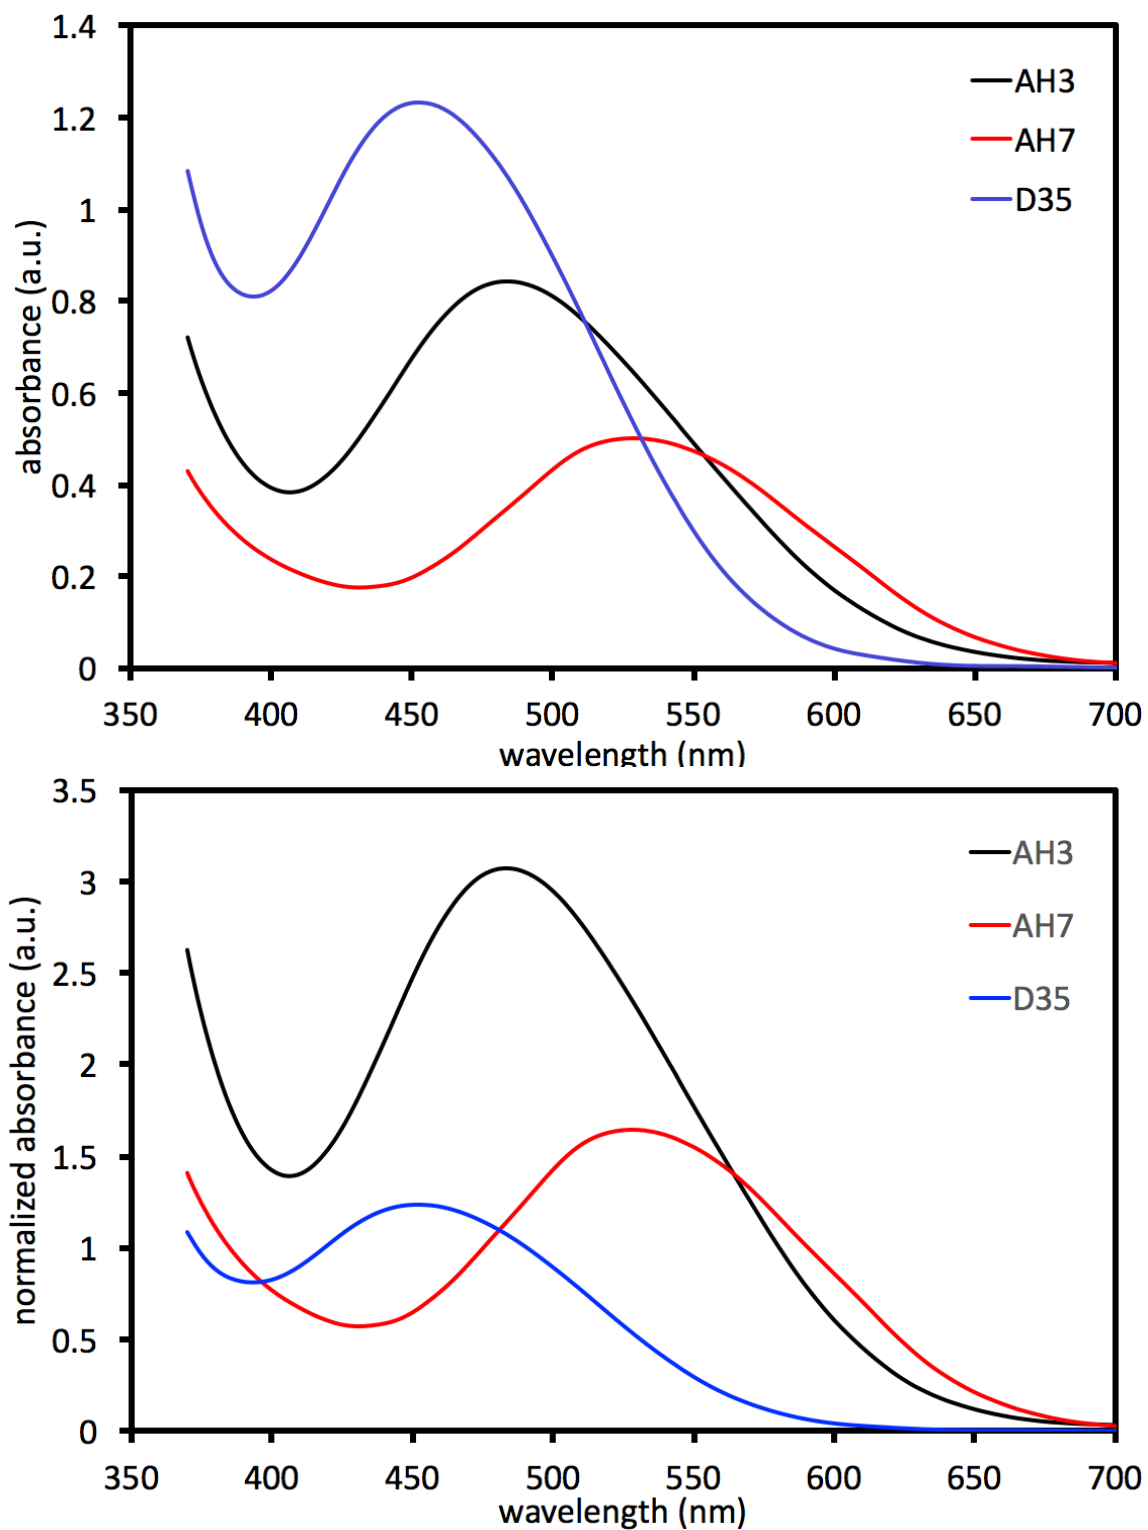 1.4
1.2
1
0.8
0.6
0.4
0.2
0
absorbance (a.u.)
AH3
AH7
D35
350 400 450 500 550 600 650 700
wavelength (nm)
3.5
3
2.5
2
1.5
1
0.5
0
normalized absorbance (a.u.)
AH3
AH7
D35
350 400 450 500 550 600 650 700
wavelength (nm)